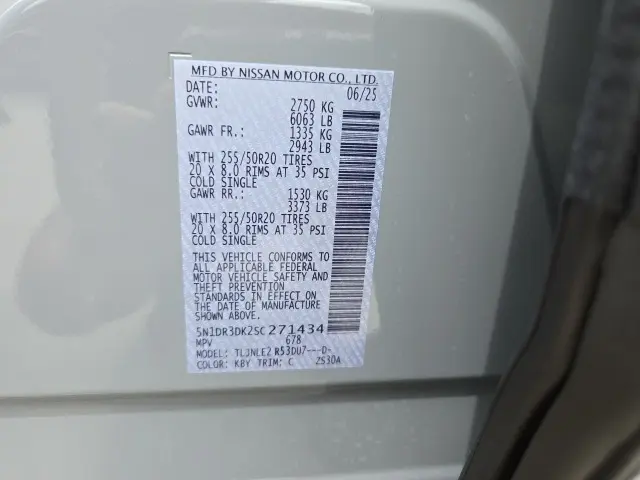 MFD BY NISSAN MOTOR CO., LTD.
DATE: 06/25
GVWR: 2750 KG
6063 LB
GAWR FR.: 1335 KG
2943 LB
WITH 255/50R20 TIRES
20 X 8.0 RIMS AT 35 PSI
COLD SINGLE
GAWR RR.: 1530 KG
3373 LB
WITH 255/50R20 TIRES
20 X 8.0 RIMS AT 35 PSI
COLD SINGLE
THIS VEHICLE CONFORMS TO
ALL APPLICABLE FEDERAL
MOTOR VEHICLE SAFETY AND
THEFT PREVENTION
STANDARDS IN EFFECT ON
THE DATE OF MANUFACTURE
SHOWN ABOVE.
5N1DR3DK2SC271434
MPV 678
MODEL: TLJNLE2 R53DU7---D-
COLOR: KBY TRIM: C 2S30A